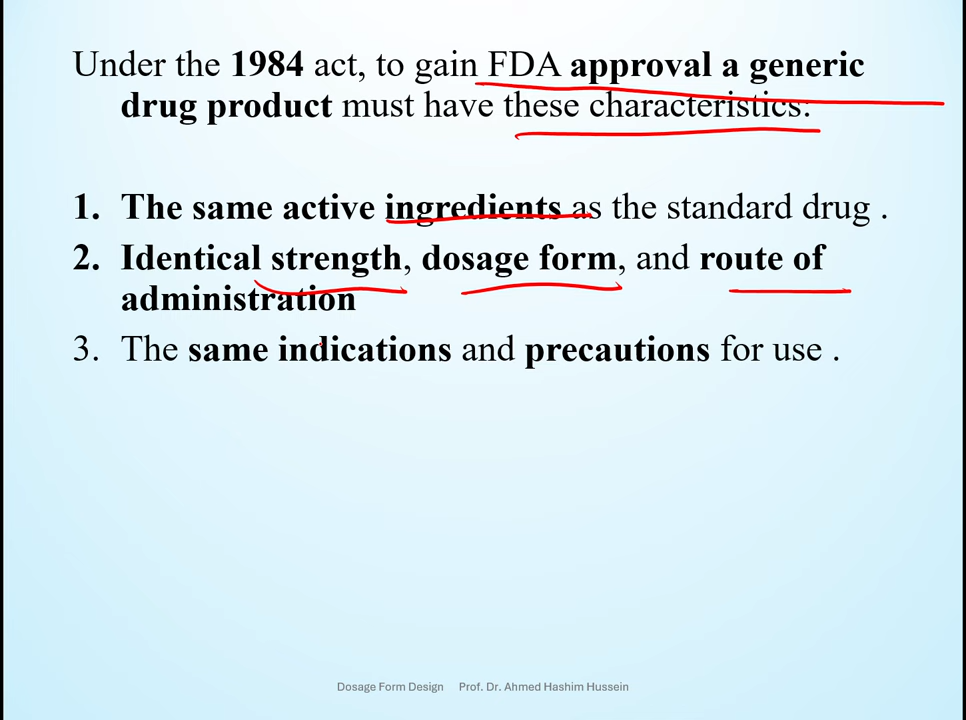 Under the 1984 act, to gain FDA approval a generic
drug product must have these characteristics:
1. The same active ingredients as the standard drug .
2. Identical strength, dosage form, and route of
administration
3. The same indications and precautions for use .
Dosage Form Design Prof. Dr. Ahmed Hashim Hussein